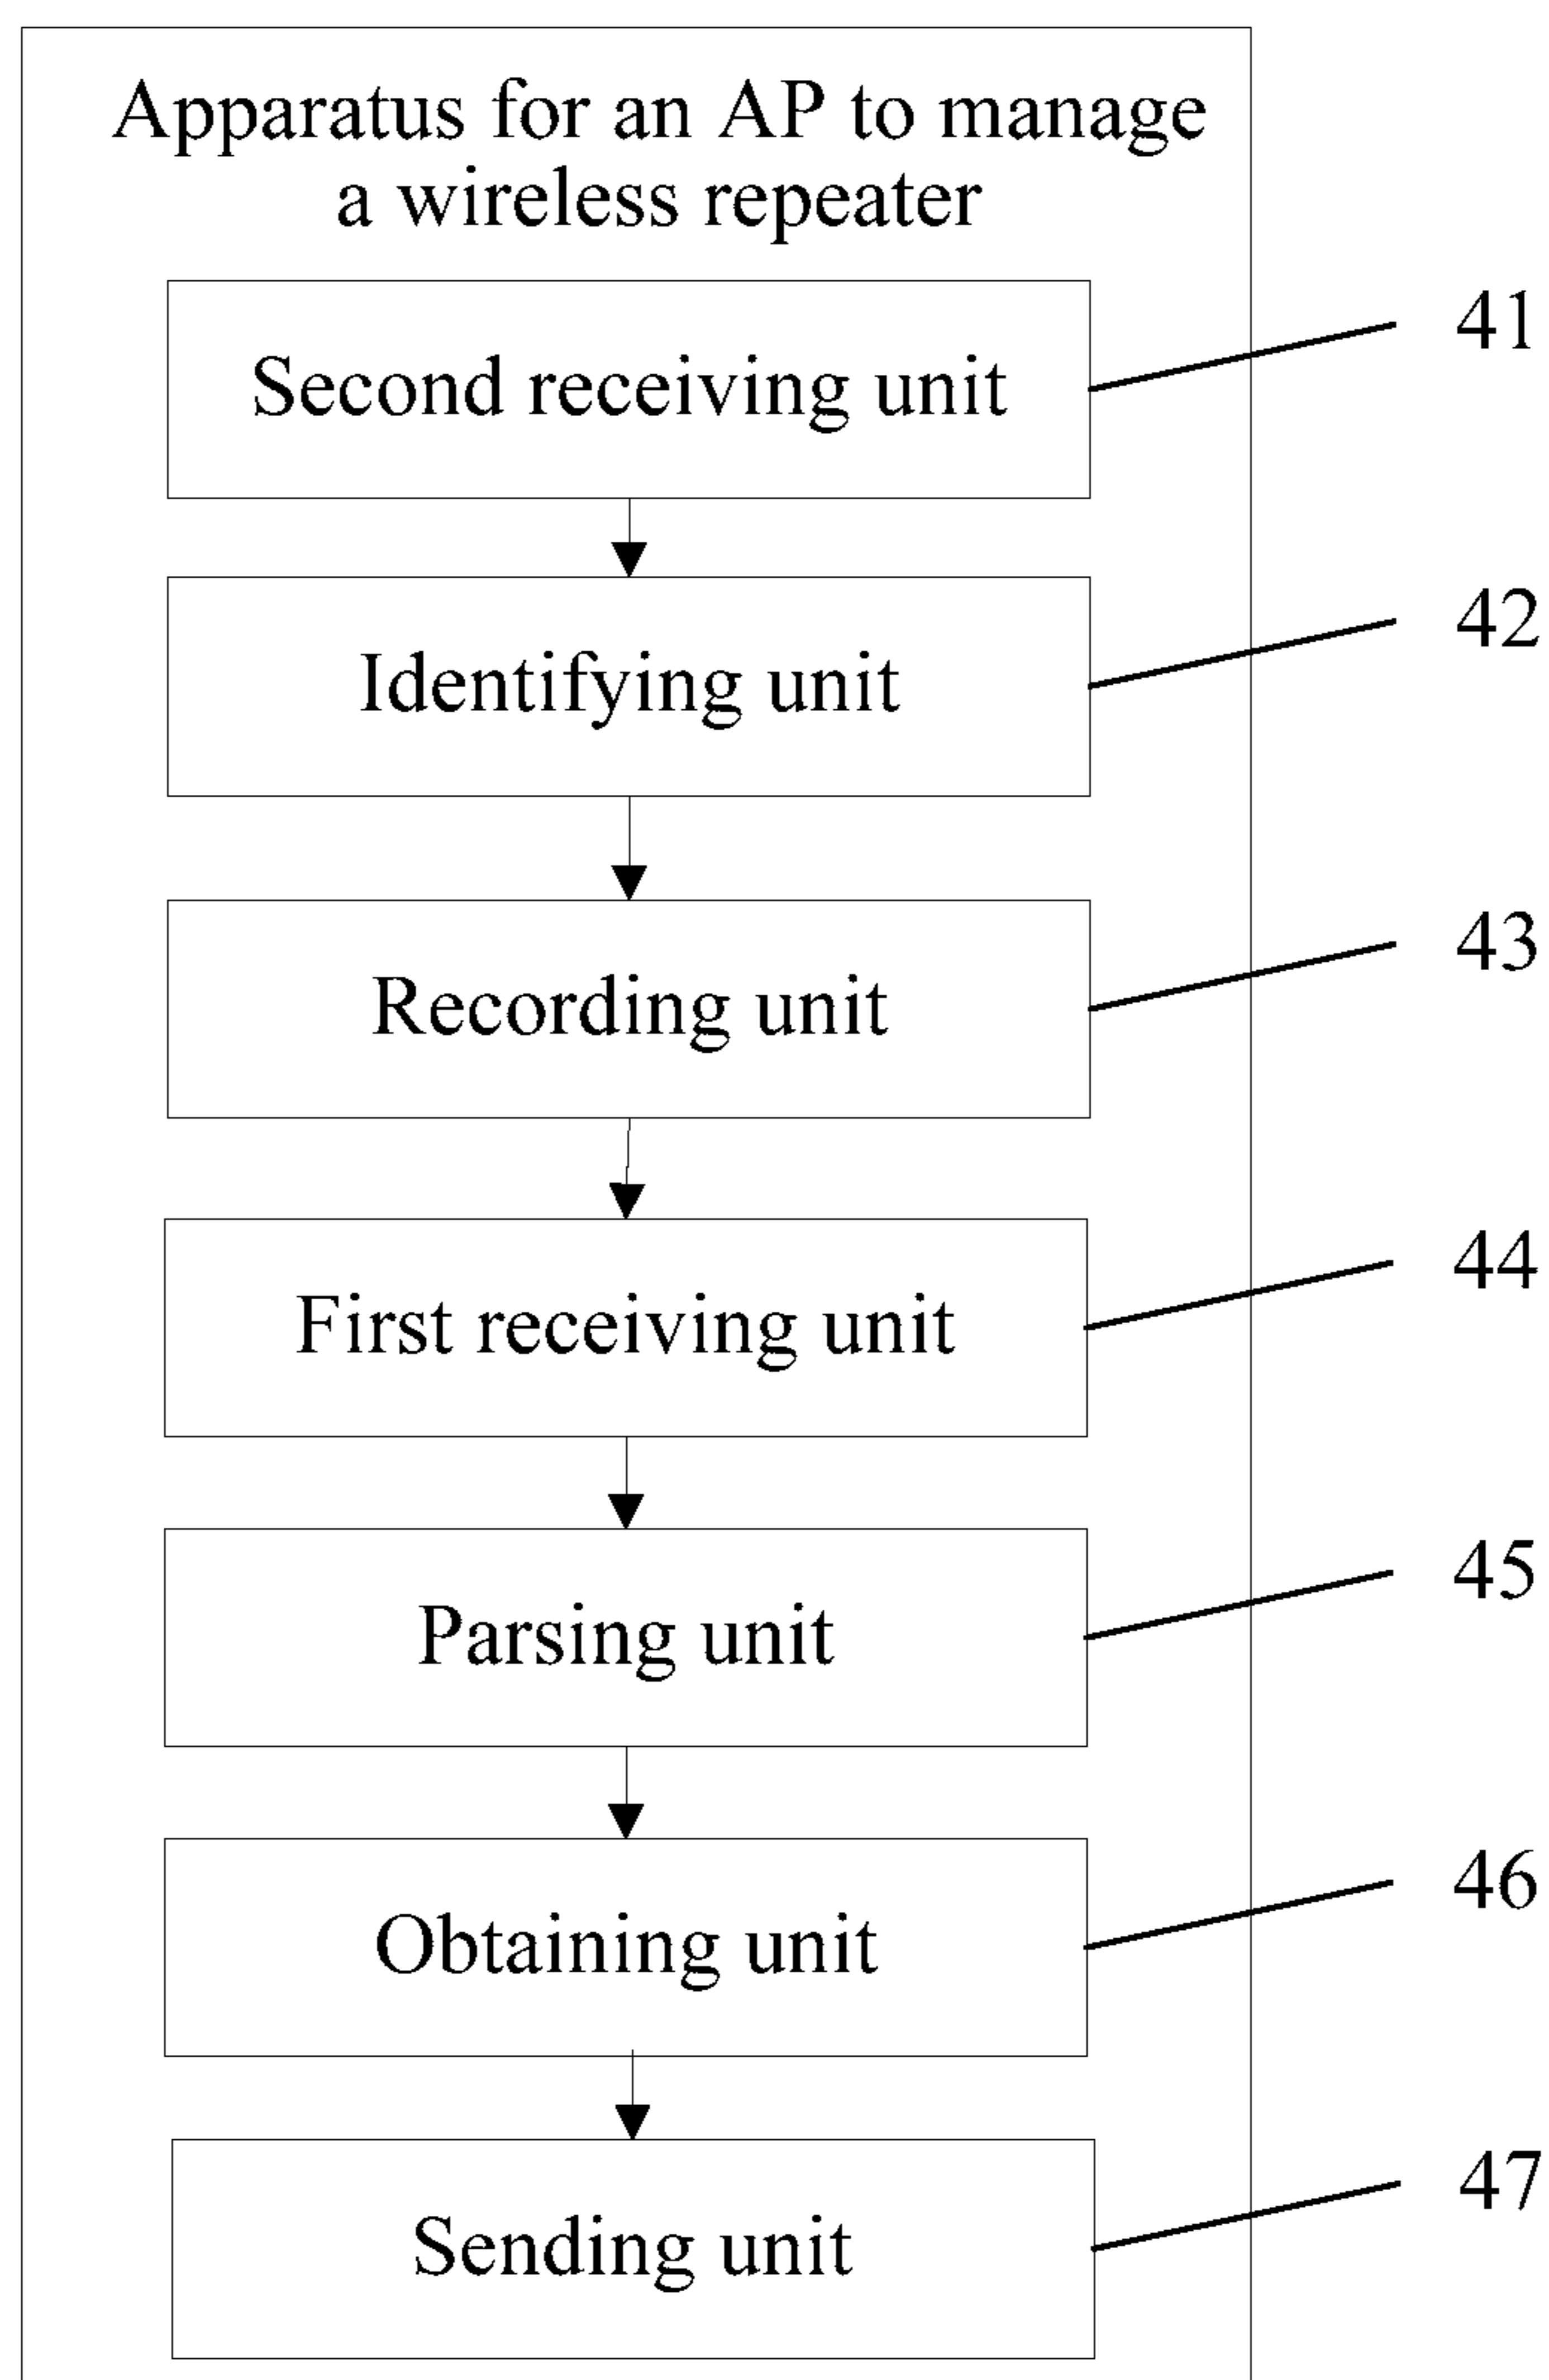 Apparatus for an AP to manage
a wireless repeater
Second receiving unit
41
Identifying unit
42
Recording unit
43
First receiving unit
44
Parsing unit
45
Obtaining unit
46
Sending unit
47